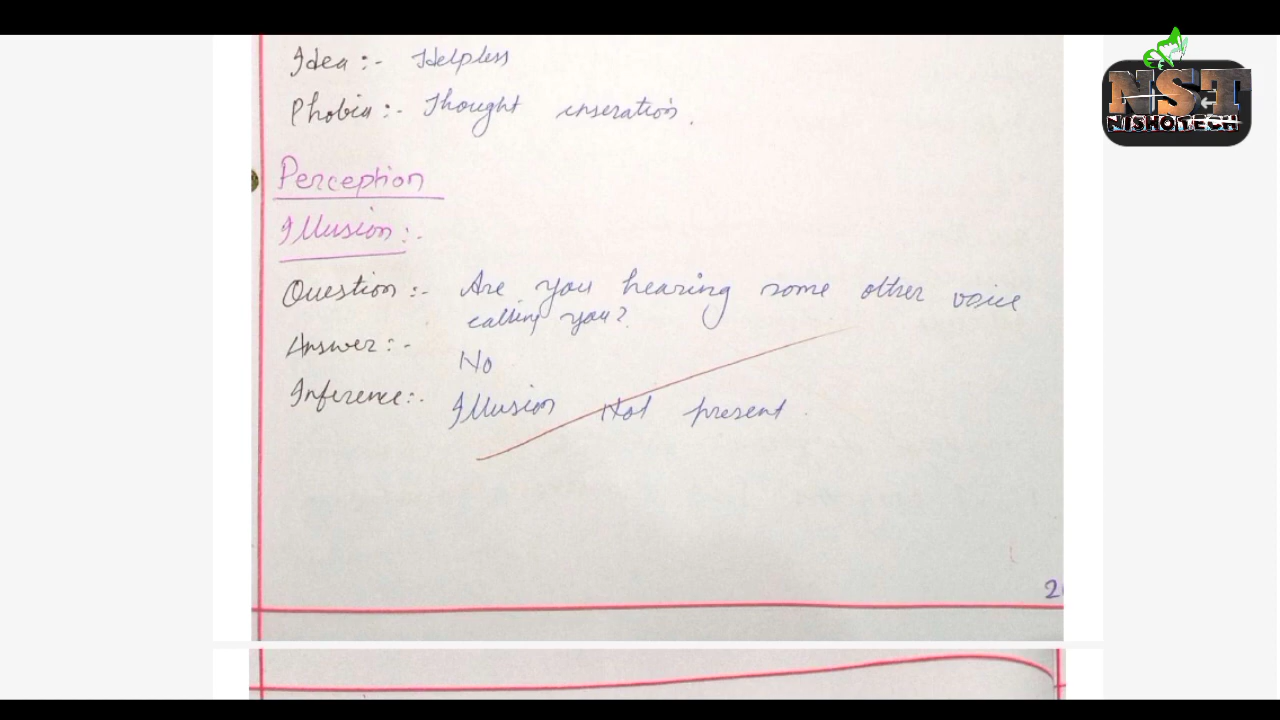 Idea :- Helpless
Phobia :- Thought inseration.
Perception
Illusion :-
Question :- Are you hearing some other voice
calling you?
Answer :-
No
Inference :-
Illusion Not present.
2
NST
NISHOTECH